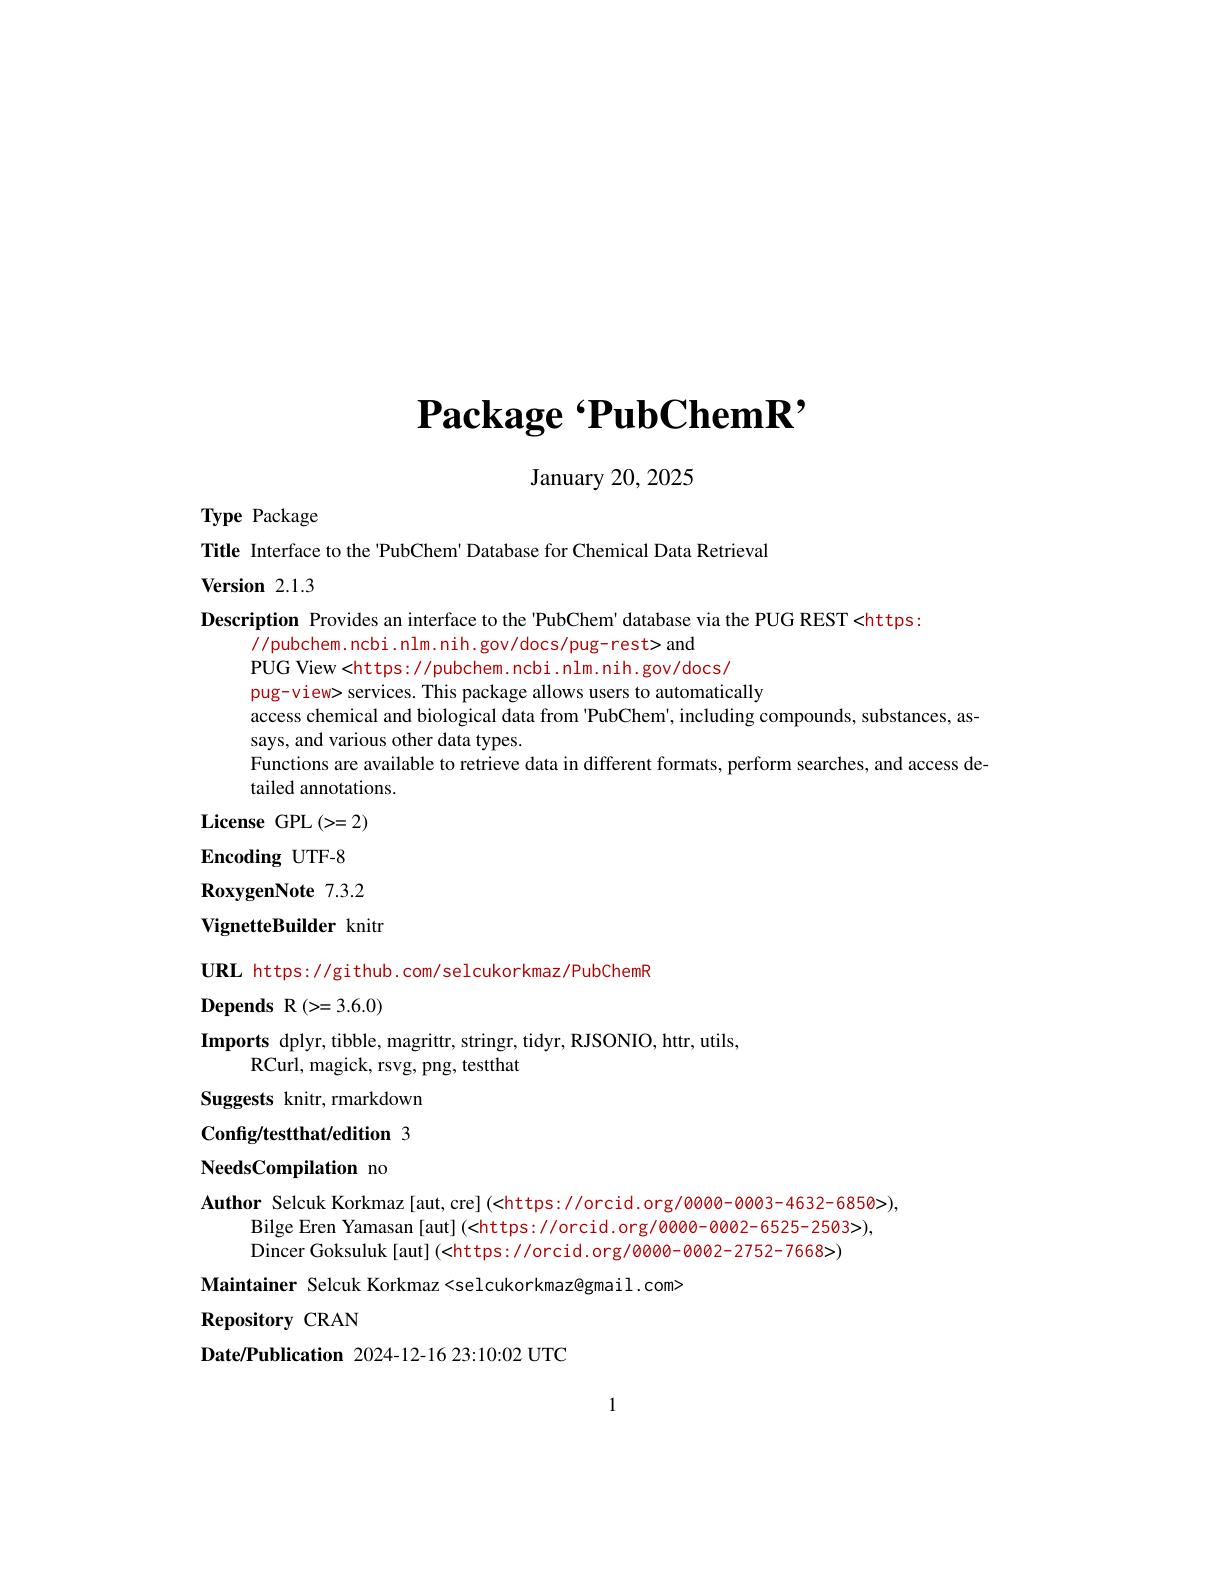 Package ‘PubChemR’
January 20, 2025
Type Package
Title Interface to the 'PubChem' Database for Chemical Data Retrieval
Version 2.1.3
Description Provides an interface to the 'PubChem' database via the PUG REST <https:
//pubchem.ncbi.nlm.nih.gov/docs/pug-rest> and
PUG View <https://pubchem.ncbi.nlm.nih.gov/docs/
pug-view> services. This package allows users to automatically
access chemical and biological data from 'PubChem', including compounds, substances, as-
says, and various other data types.
Functions are available to retrieve data in different formats, perform searches, and access de-
tailed annotations.
License GPL (>= 2)
Encoding UTF-8
RoxygenNote 7.3.2
VignetteBuilder knitr
URL https://github.com/selcukorkmaz/PubChemR
Depends R (>= 3.6.0)
Imports dplyr, tibble, magrittr, stringr, tidyr, RJSONIO, httr, utils,
RCurl, magick, rsvg, png, testthat
Suggests knitr, rmarkdown
Config/testthat/edition 3
NeedsCompilation no
Author Selcuk Korkmaz [aut, cre] (<https://orcid.org/0000-0003-4632-6850>),
Bilge Eren Yamasan [aut] (<https://orcid.org/0000-0002-6525-2503>),
Dincer Goksuluk [aut] (<https://orcid.org/0000-0002-2752-7668>)
Maintainer Selcuk Korkmaz <selcukorkmaz@gmail.com>
Repository CRAN
Date/Publication 2024-12-16 23:10:02 UTC
1